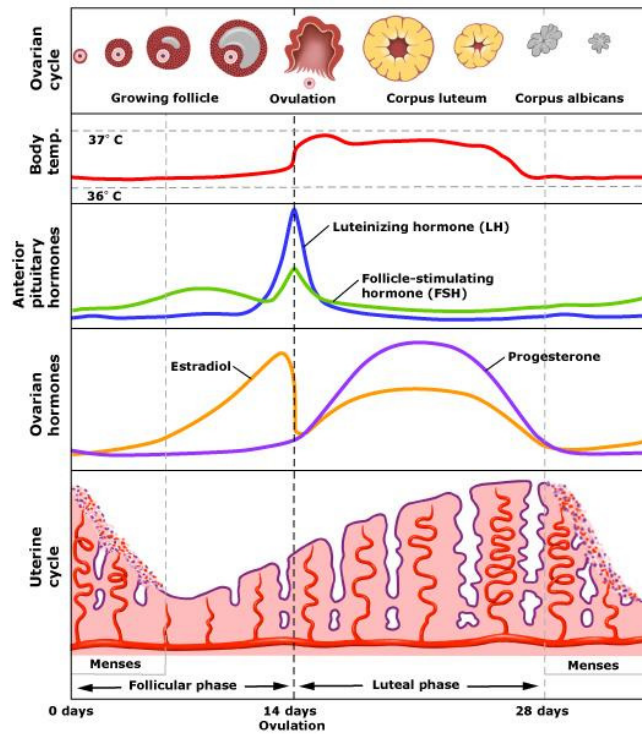 Ovarian
cycle
Growing follicle
Ovulation
Corpus luteum
Corpus albicans
Body
temp.
37° C
36° C
Anterior
pituitary
hormones
Luteinizing hormone (LH)
Follicle-stimulating
hormone (FSH)
Ovarian
hormones
Estradiol
Progesterone
Uterine
cycle
Menses
Menses
Follicular phase
Luteal phase
0 days
14 days
Ovulation
28 days